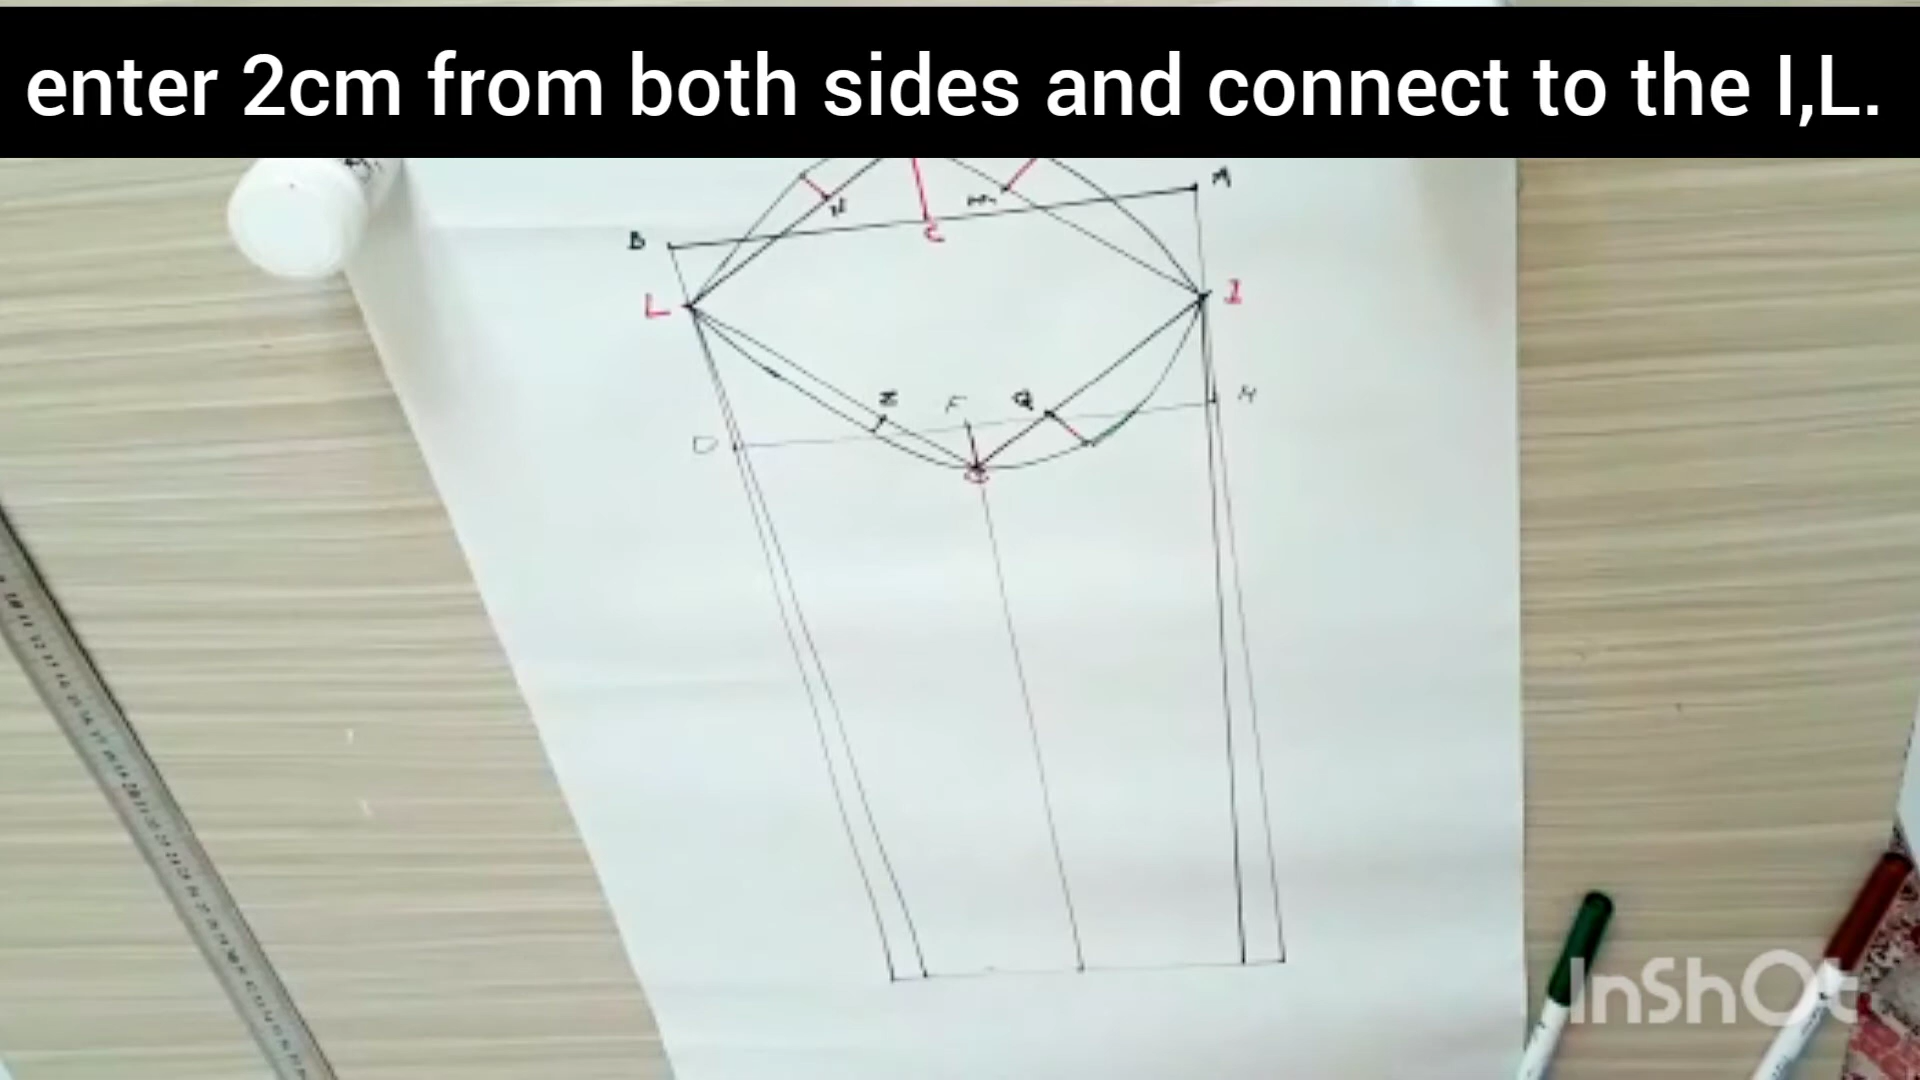 enter 2cm from both sides and connect to the I,L.
A
N
B
C
L
I
Z
F
Q
H
D
InShOt